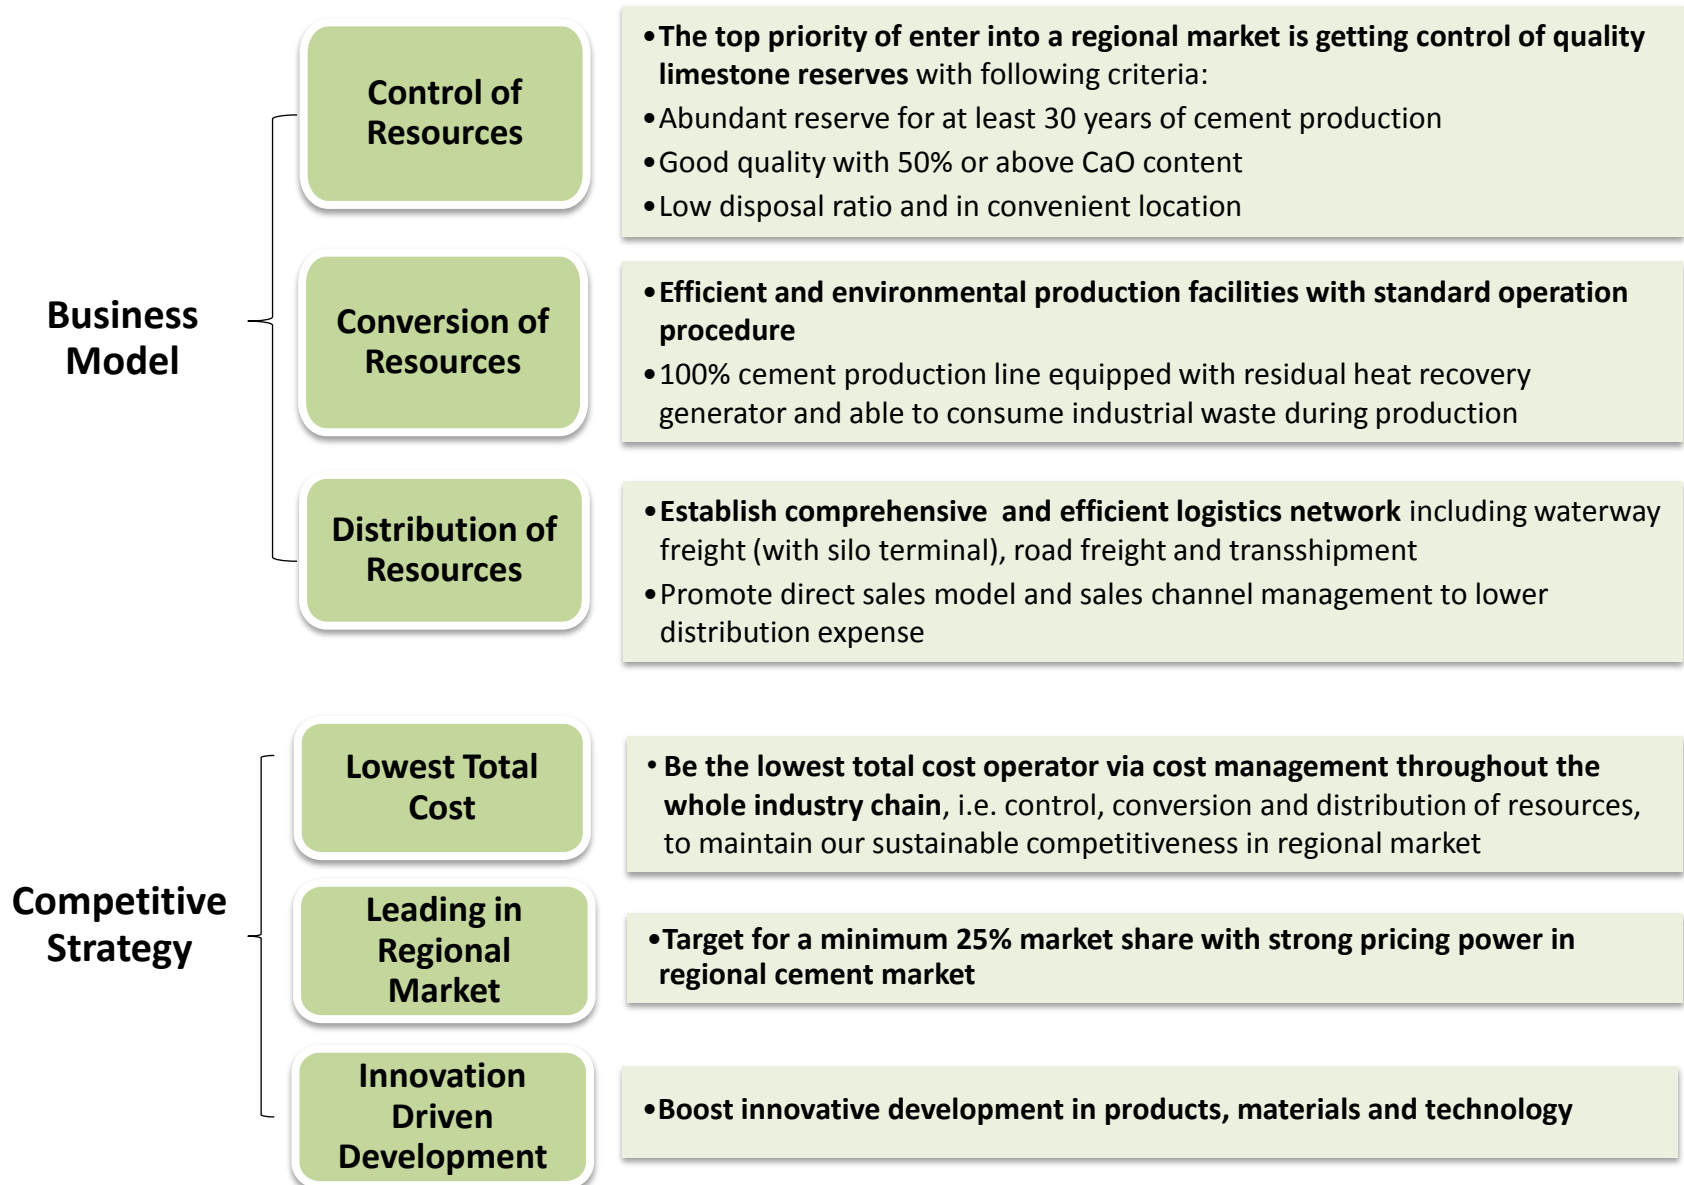 Business
Model
Control of
Resources
•The top priority of enter into a regional market is getting control of quality
limestone reserves with following criteria:
•Abundant reserve for at least 30 years of cement production
•Good quality with 50% or above CaO content
•Low disposal ratio and in convenient location
Conversion of
Resources
•Efficient and environmental production facilities with standard operation
procedure
•100% cement production line equipped with residual heat recovery
generator and able to consume industrial waste during production
Distribution of
Resources
•Establish comprehensive and efficient logistics network including waterway
freight (with silo terminal), road freight and transshipment
•Promote direct sales model and sales channel management to lower
distribution expense
Competitive
Strategy
Lowest Total
Cost
• Be the lowest total cost operator via cost management throughout the
whole industry chain, i.e. control, conversion and distribution of resources,
to maintain our sustainable competitiveness in regional market
Leading in
Regional
Market
•Target for a minimum 25% market share with strong pricing power in
regional cement market
Innovation
Driven
Development
•Boost innovative development in products, materials and technology